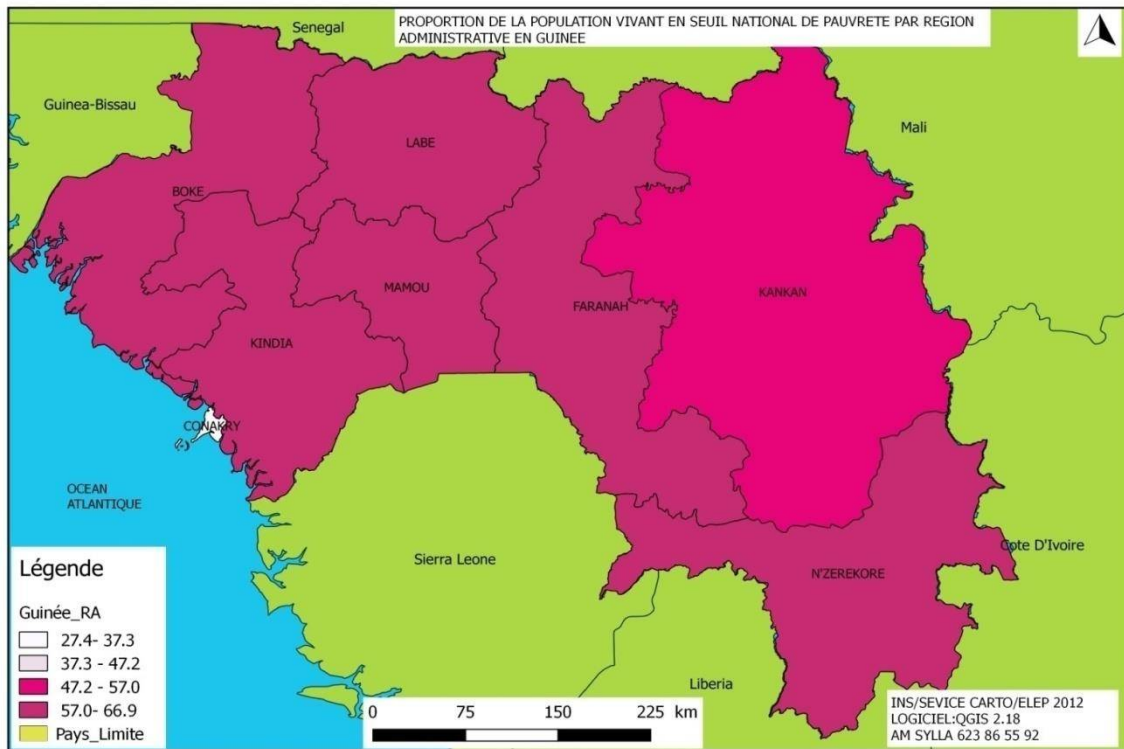 PROPORTION DE LA POPULATION VIVANT EN SEUIL NATIONAL DE PAUVRETE PAR REGION
ADMINISTRATIVE EN GUINEE
Senegal
Guinea-Bissau
Mali
LABE
BOKE
MAMOU
KANKAN
FARANAH
KINDIA
CONAKRY
OCEAN
ATLANTIQUE
Sierra Leone
Cote D'Ivoire
N'ZEREKORE
Liberia
Légende
Guinée_RA
27.4- 37.3
37.3 - 47.2
47.2 - 57.0
57.0- 66.9
Pays_Limite
0 75 150 225 km
INS/SEVICE CARTO/ELEP 2012
LOGICIEL:QGIS 2.18
AM SYLLA 623 86 55 92